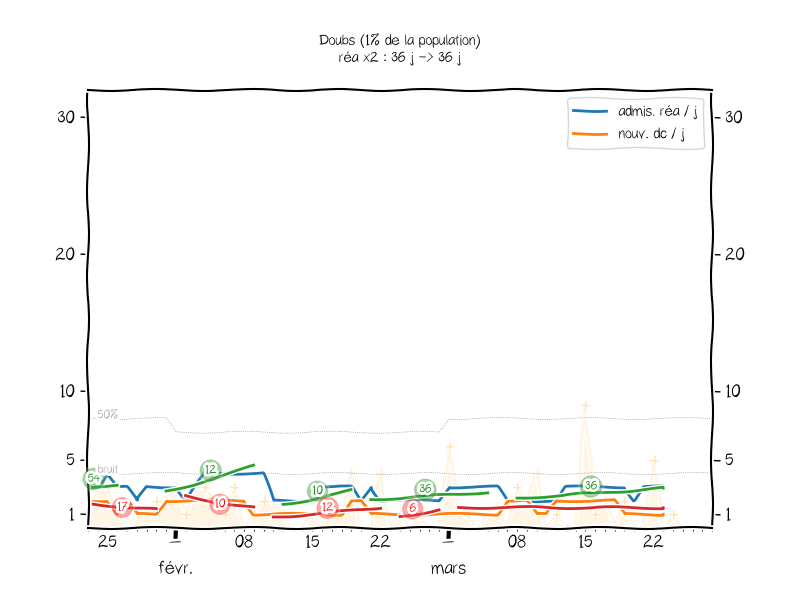 Doubs (1% de la population)
réa x2 : 36 j -> 36 j
admis. réa / j
nouv. dc / j
30 30
20 20
10 10
50%
5 5
bruit
54 12 10 36 36
17 10 12 6
1 1
25 1 08 15 22 1 08 15 22
févr. mars